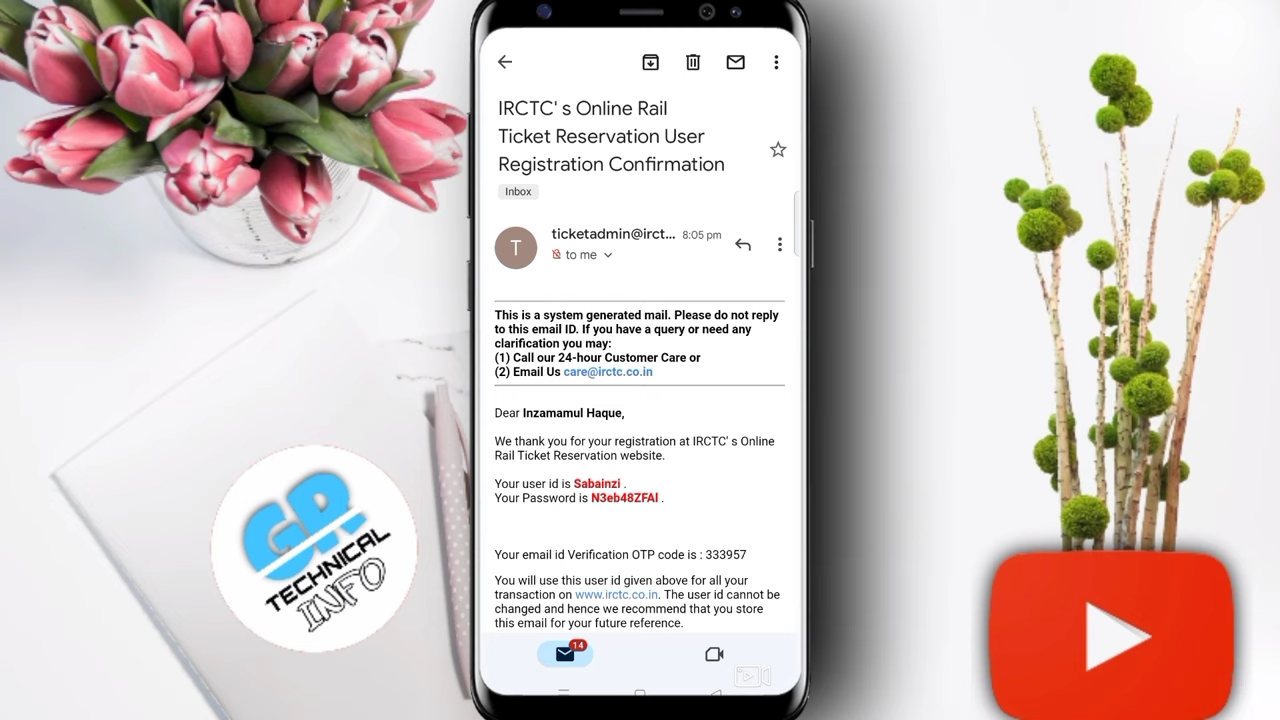 IRCTC' s Online Rail
Ticket Reservation User
Registration Confirmation
Inbox
T
ticketadmin@irct... 8:05 pm
to me
This is a system generated mail. Please do not reply
to this email ID. If you have a query or need any
clarification you may:
(1) Call our 24-hour Customer Care or
(2) Email Us care@irctc.co.in
Dear Inzamamul Haque,
We thank you for your registration at IRCTC' s Online
Rail Ticket Reservation website.
Your user id is Sabainzi .
Your Password is N3eb48ZFAl .
Your email id Verification OTP code is : 333957
You will use this user id given above for all your
transaction on www.irctc.co.in. The user id cannot be
changed and hence we recommend that you store
this email for your future reference.
14
GR
TECHNICAL
INFO